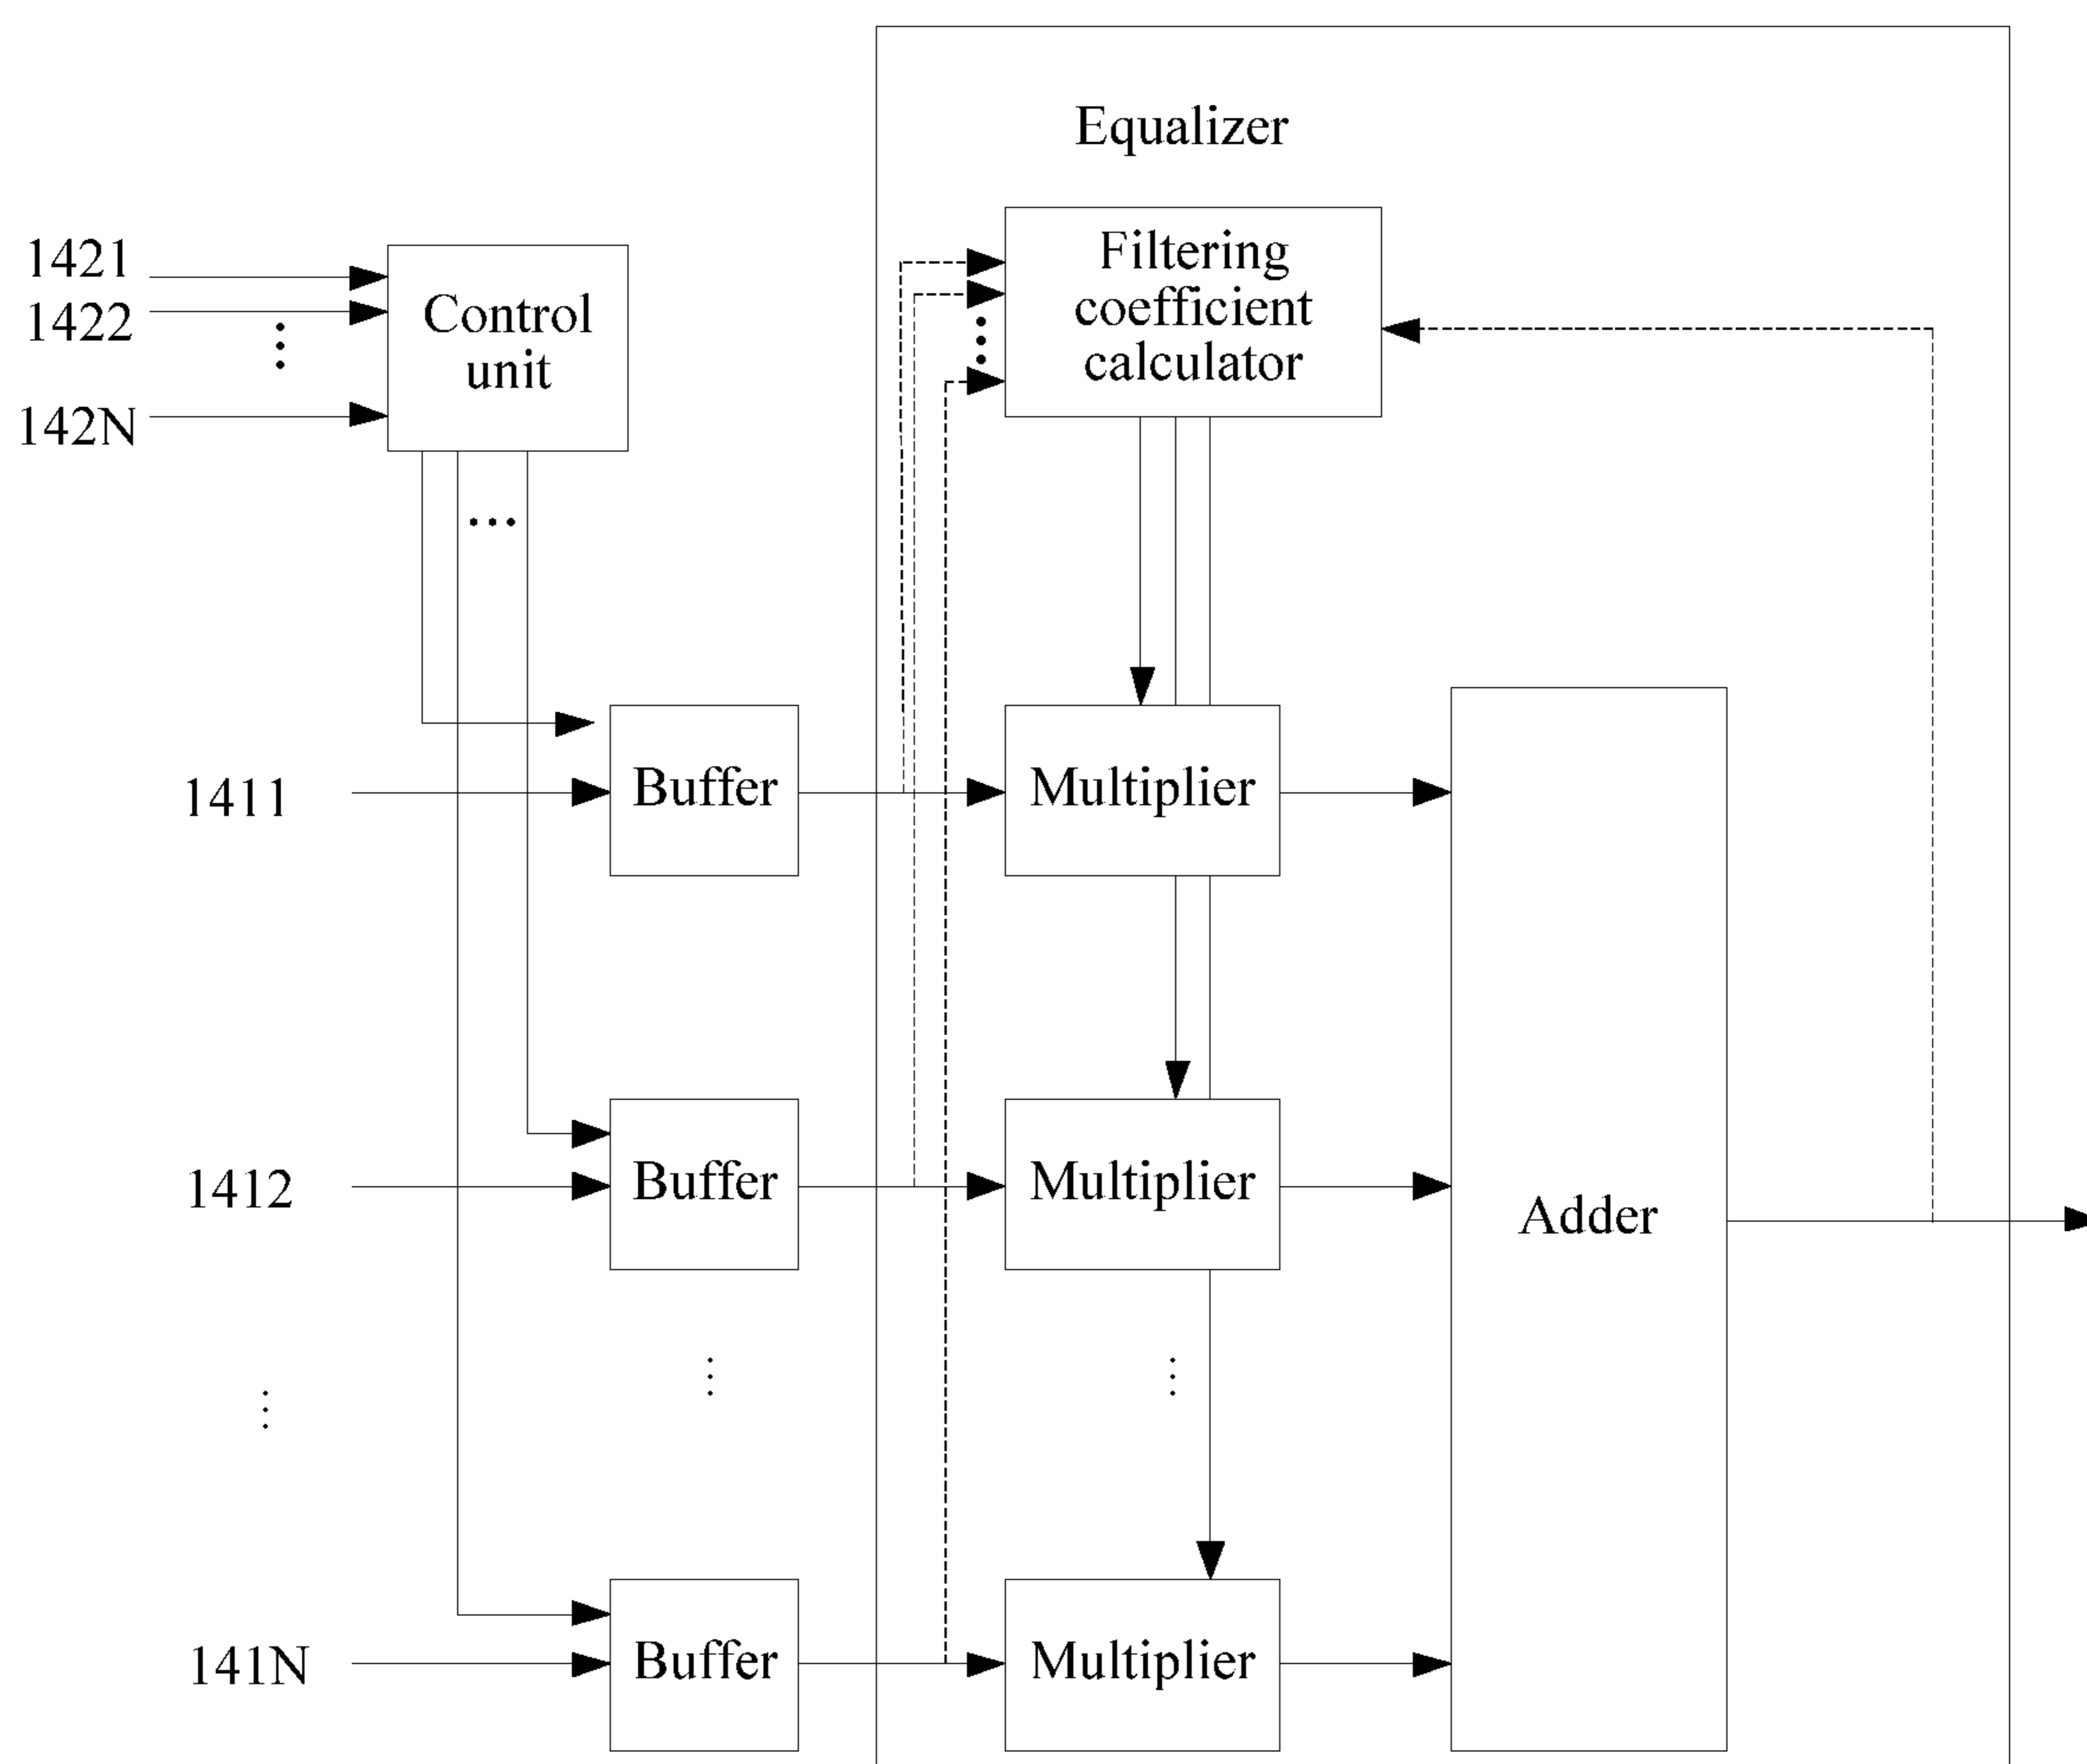 Equalizer
1421
1422
142N
Control
unit
Filtering
coefficient
calculator
1411
Buffer
Multiplier
1412
Buffer
Multiplier
Adder
141N
Buffer
Multiplier